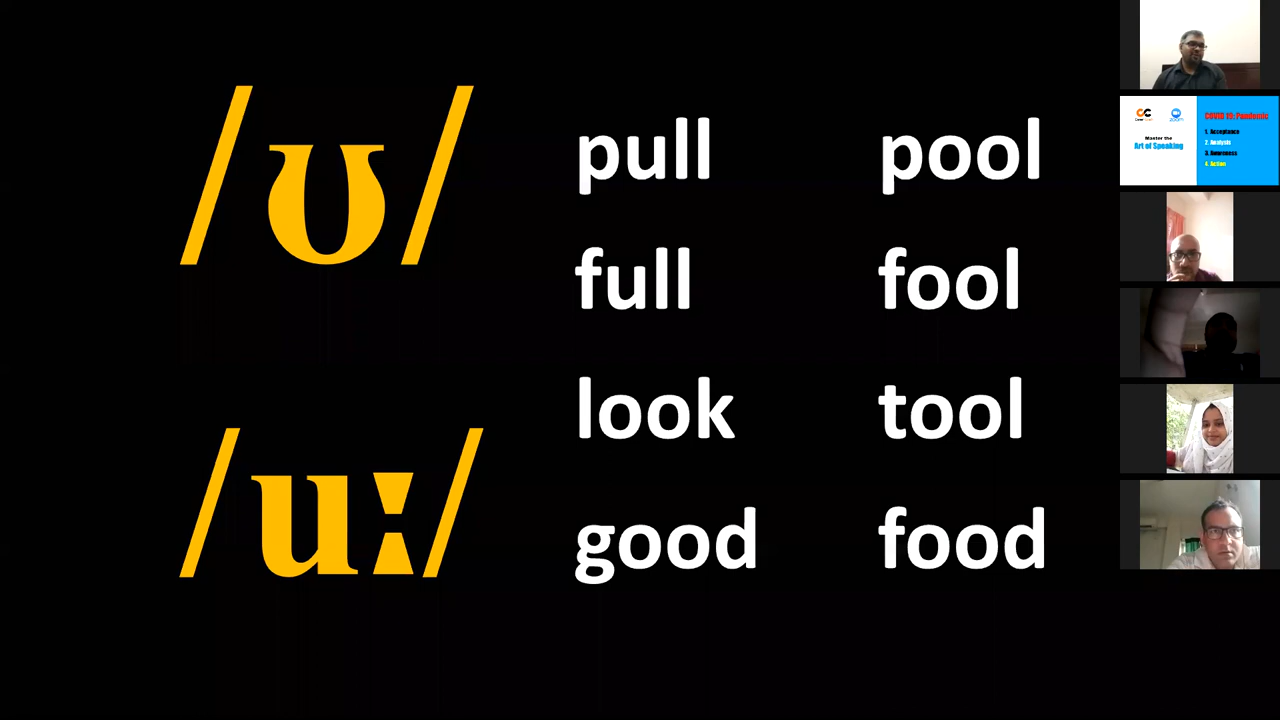 /ʊ/
/uː/
pull pool
full fool
look tool
good food
zoom
Master the
Art of Speaking
COVID 19: Pandemic
1. Acceptance
2. Analysis
3. Awareness
4. Action